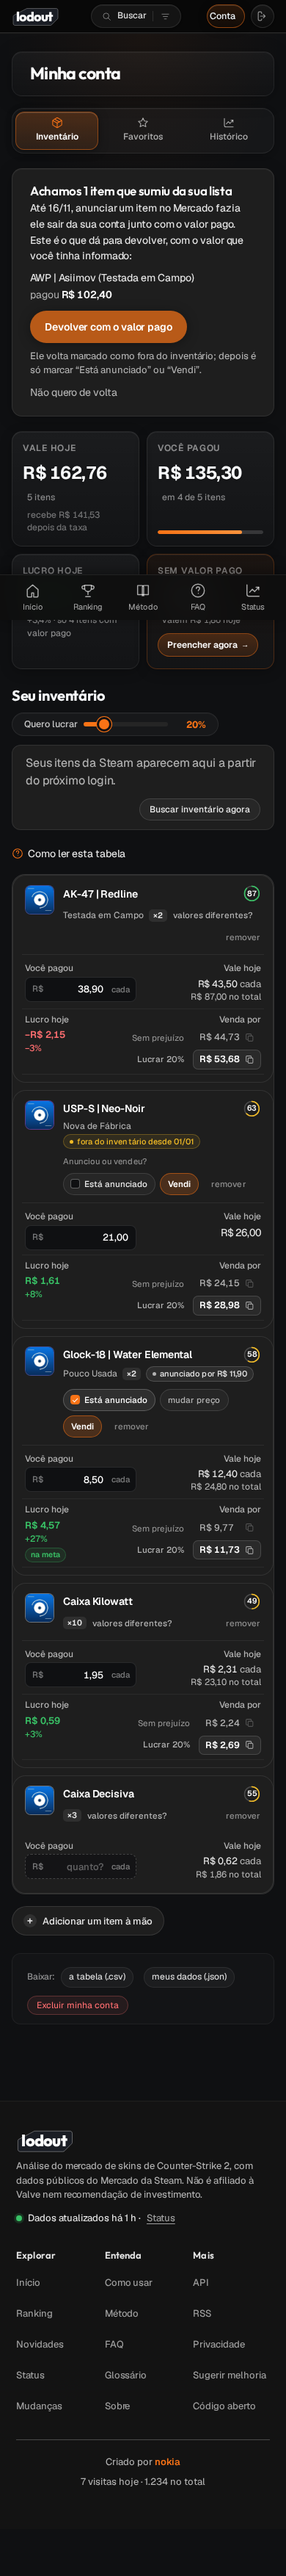 lodout
Buscar
Conta
Minha conta
Inventário
Favoritos
Histórico
Achamos 1 item que sumiu da sua lista
Até 16/11, anunciar um item no Mercado fazia
ele sair da sua conta junto com o valor pago.
Este é o que dá para devolver, com o valor que
você tinha informado:
AWP | Asiimov (Testada em Campo)
pagou R$ 102,40
Devolver com o valor pago
Ele volta marcado como fora do inventário; depois é
só marcar “Está anunciado” ou “Vendi”.
Não quero de volta
VALE HOJE
R$ 162,76
5 itens
recebe R$ 141,53
depois da taxa
VOCÊ PAGOU
R$ 135,30
em 4 de 5 itens
LUCRO HOJE
SEM VALOR PAGO
Início
Ranking
Método
FAQ
Status
valor pago
Preencher agora →
Seu inventário
Quero lucrar
20%
Seus itens da Steam aparecem aqui a partir
do próximo login.
Buscar inventário agora
Como ler esta tabela
AK-47 | Redline
87
Testada em Campo ×2 valores diferentes?
remover
Você pagou
Vale hoje
R$ 38,90 cada
R$ 43,50 cada
R$ 87,00 no total
Lucro hoje
Venda por
−R$ 2,15
−3%
Sem prejuízo R$ 44,73
Lucrar 20% R$ 53,68
USP-S | Neo-Noir
63
Nova de Fábrica
fora do inventário desde 01/01
Anunciou ou vendeu?
Está anunciado
Vendi
remover
Você pagou
Vale hoje
R$ 21,00
R$ 26,00
Lucro hoje
Venda por
R$ 1,61
+8%
Sem prejuízo R$ 24,15
Lucrar 20% R$ 28,98
Glock-18 | Water Elemental
58
Pouco Usada ×2 anunciado por R$ 11,90
Está anunciado
mudar preço
Vendi
remover
Você pagou
Vale hoje
R$ 8,50 cada
R$ 12,40 cada
R$ 24,80 no total
Lucro hoje
Venda por
R$ 4,57
+27%
na meta
Sem prejuízo R$ 9,77
Lucrar 20% R$ 11,73
Caixa Kilowatt
49
×10 valores diferentes?
remover
Você pagou
Vale hoje
R$ 1,95 cada
R$ 2,31 cada
R$ 23,10 no total
Lucro hoje
Venda por
R$ 0,59
+3%
Sem prejuízo R$ 2,24
Lucrar 20% R$ 2,69
Caixa Decisiva
55
×3 valores diferentes?
remover
Você pagou
Vale hoje
R$ quanto? cada
R$ 0,62 cada
R$ 1,86 no total
+ Adicionar um item à mão
Baixar:
a tabela (.csv)
meus dados (.json)
Excluir minha conta
lodout
Análise do mercado de skins de Counter-Strike 2, com
dados públicos do Mercado da Steam. Não é afiliado à
Valve nem recomendação de investimento.
Dados atualizados há 1 h · Status
Explorar
Entenda
Mais
Início
Como usar
API
Ranking
Método
RSS
Novidades
FAQ
Privacidade
Status
Glossário
Sugerir melhoria
Mudanças
Sobre
Código aberto
Criado por nokia
7 visitas hoje · 1.234 no total